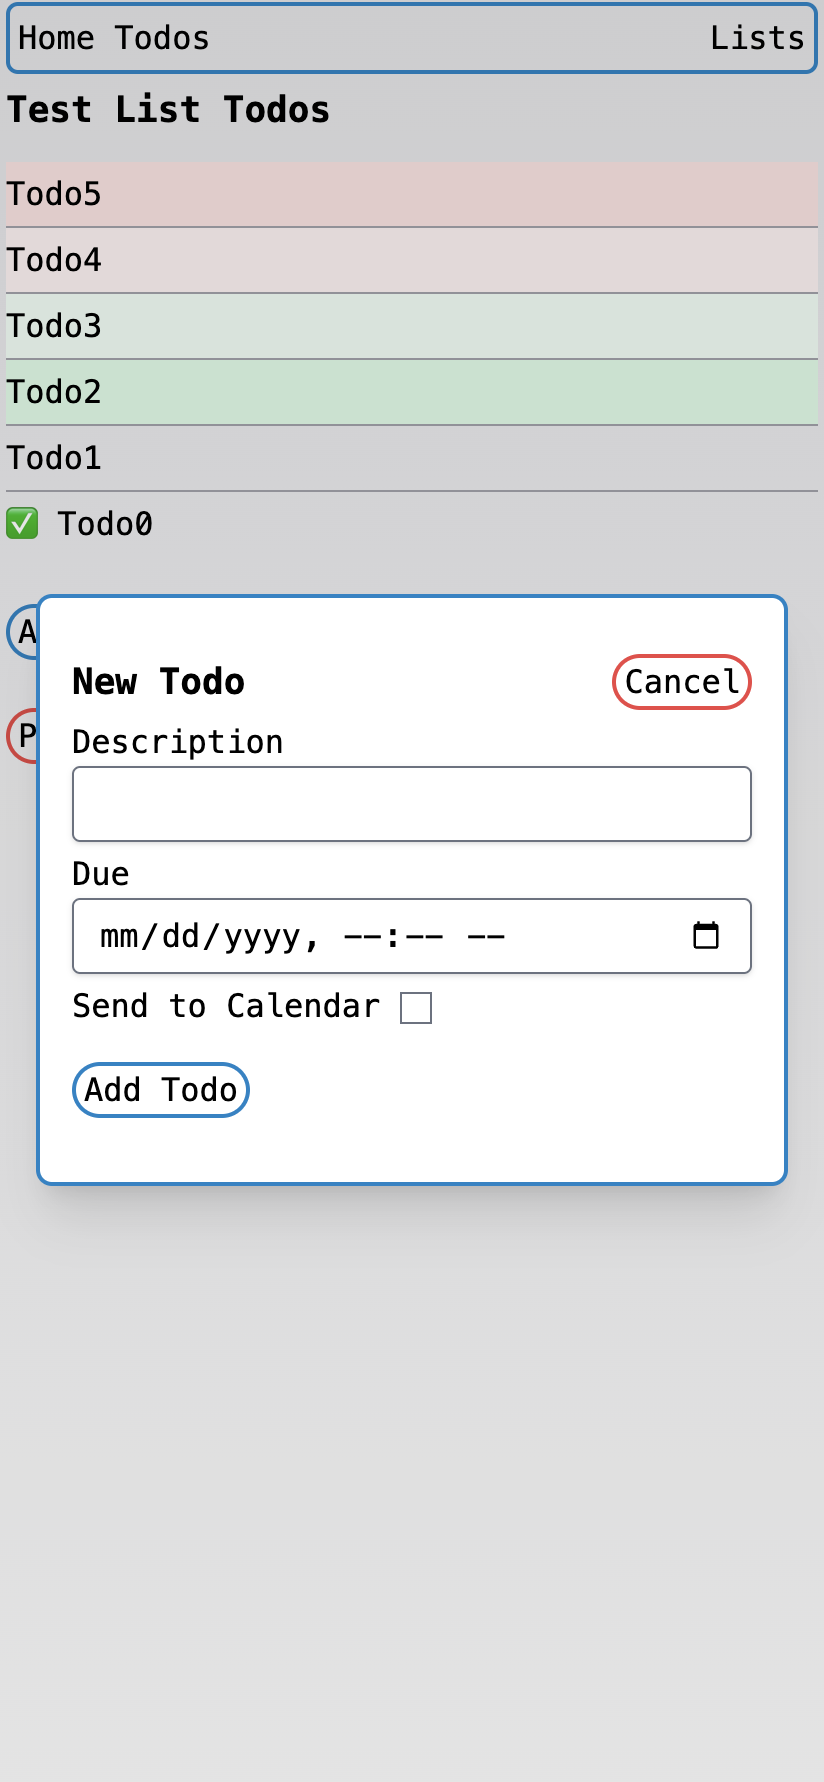 Home Todos Lists
Test List Todos
Todo5
Todo4
Todo3
Todo2
Todo1
✅ Todo0
A
P
New Todo Cancel
Description
Due
mm/dd/yyyy, --:-- --
Send to Calendar
Add Todo